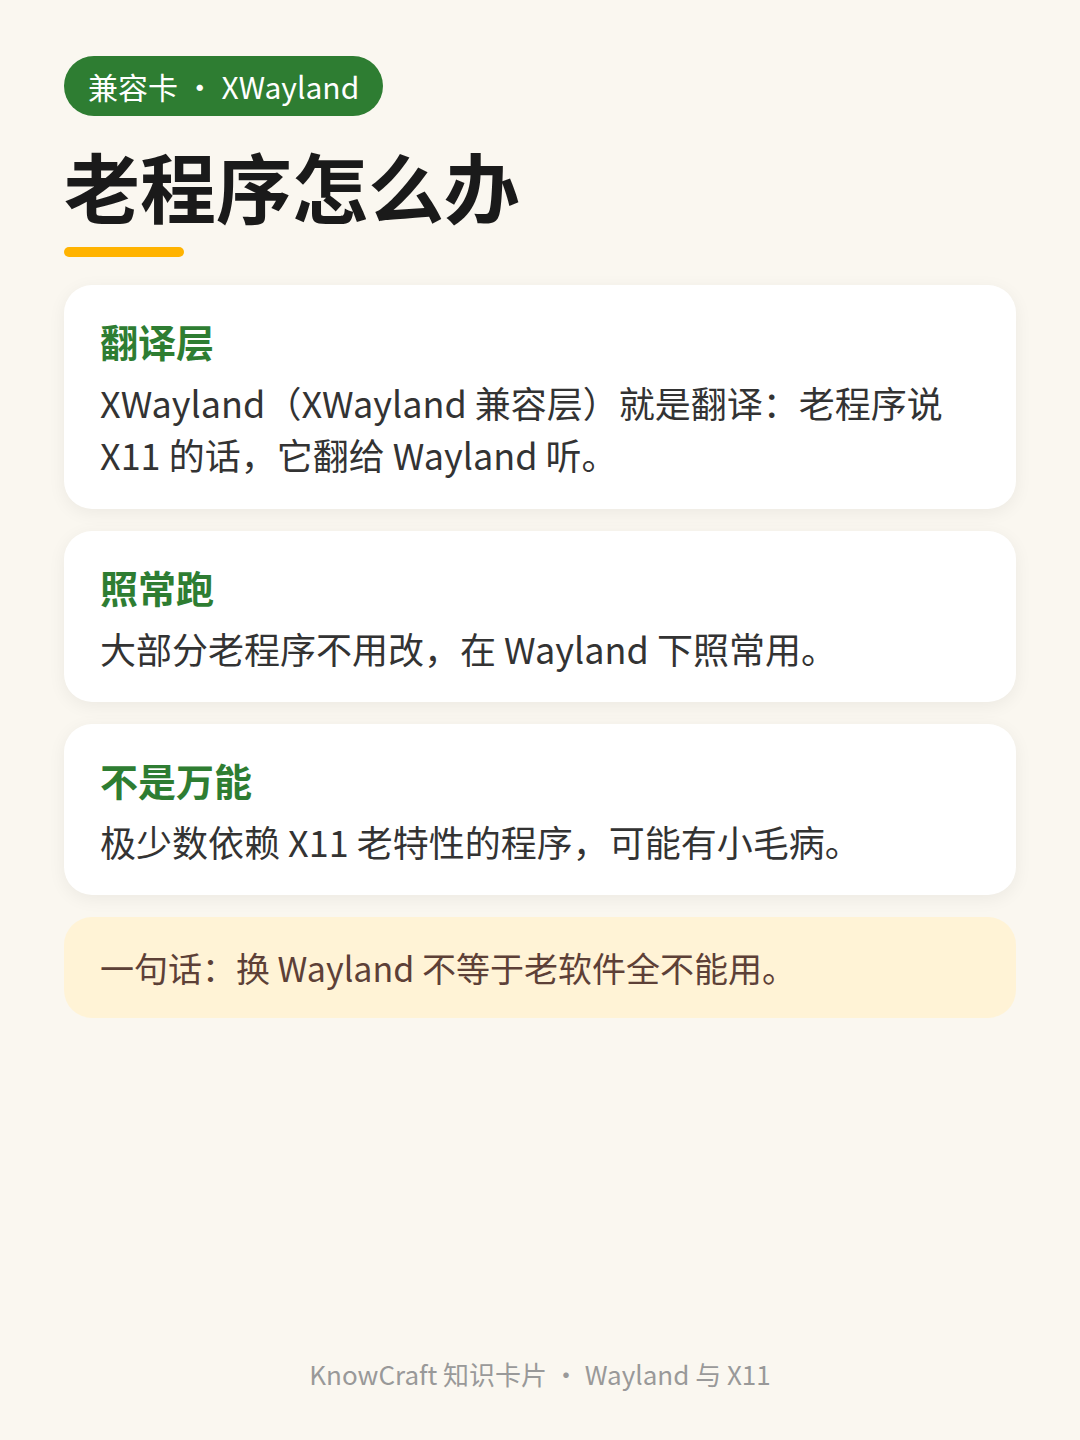 兼容卡 · XWayland
老程序怎么办
翻译层
XWayland（XWayland 兼容层）就是翻译：老程序说
X11 的话，它翻给 Wayland 听。
照常跑
大部分老程序不用改，在 Wayland 下照常用。
不是万能
极少数依赖 X11 老特性的程序，可能有小毛病。
一句话：换 Wayland 不等于老软件全不能用。
KnowCraft 知识卡片 · Wayland 与 X11